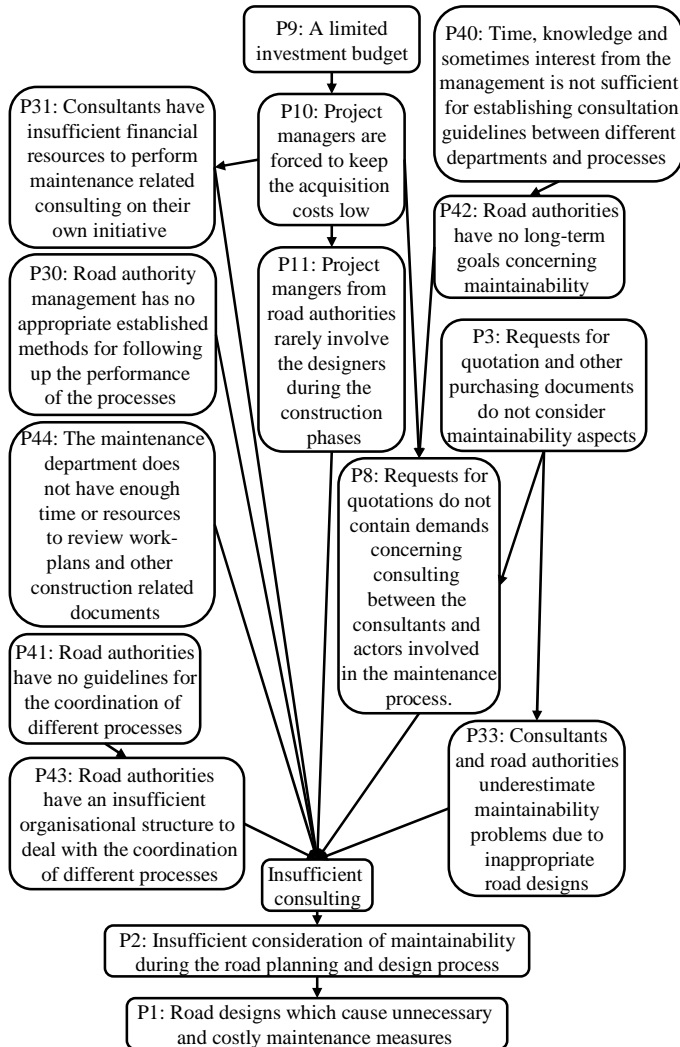 P9: A limited
investment budget
P40: Time, knowledge and
sometimes interest from the
management is not sufficient
for establishing consultation
guidelines between different
departments and processes
P31: Consultants have
insufficient financial
resources to perform
maintenance related
consulting on their
own initiative
P10: Project
managers are
forced to keep
the acquisition
costs low
P42: Road authorities
have no long-term
goals concerning
maintainability
P30: Road authority
management has no
appropriate established
methods for following
up the performance
of the processes
P11: Project
mangers from
road authorities
rarely involve
the designers
during the
construction
phases
P3: Requests for
quotation and other
purchasing documents
do not consider
maintainability aspects
P44: The maintenance
department does
not have enough
time or resources
to review work-
plans and other
construction related
documents
P8: Requests for
quotations do not
contain demands
concerning
consulting
between the
consultants and
actors involved
in the maintenance
process.
P41: Road authorities
have no guidelines for
the coordination of
different processes
P43: Road authorities
have an insufficient
organisational structure to
deal with the coordination
of different processes
P33: Consultants
and road authorities
underestimate
maintainability
problems due to
inappropriate
road designs
Insufficient
consulting
P2: Insufficient consideration of maintainability
during the road planning and design process
P1: Road designs which cause unnecessary
and costly maintenance measures